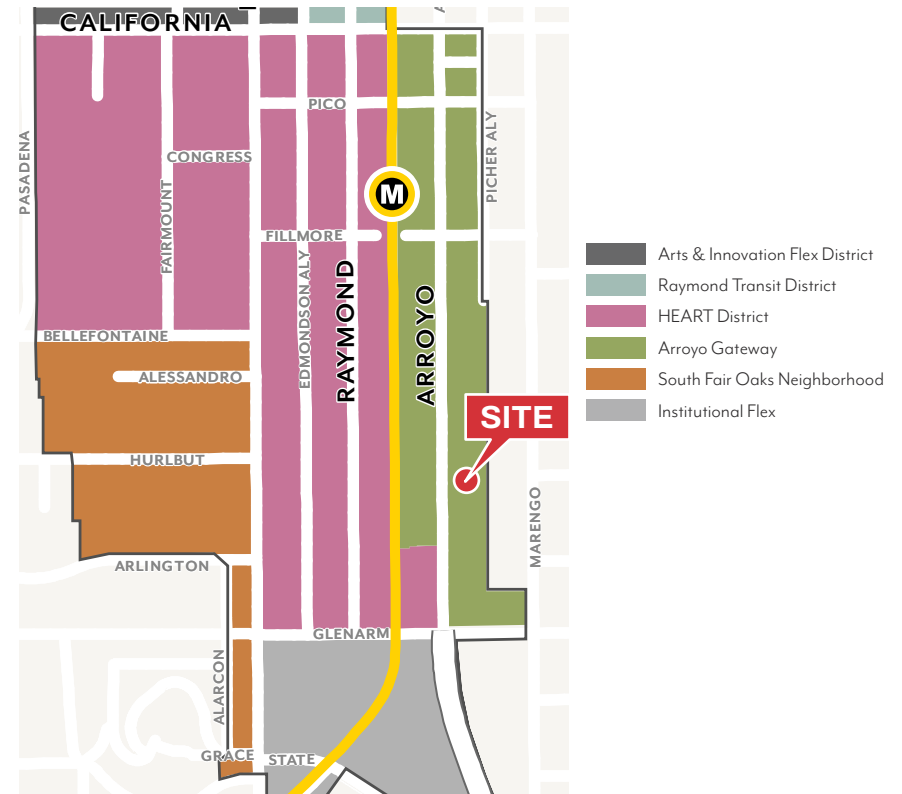 CALIFORNIA
PICO
PASADENA
PICHER ALY
CONGRESS
FAIRMOUNT
M
FILLMORE
EDMONDSON ALY
RAYMOND
ARROYO
BELLEFONTAINE
ALESSANDRO
SITE
HURLBUT
MARENGO
ARLINGTON
GLENARM
ALARCON
GRACE
STATE
Arts & Innovation Flex District
Raymond Transit District
HEART District
Arroyo Gateway
South Fair Oaks Neighborhood
Institutional Flex